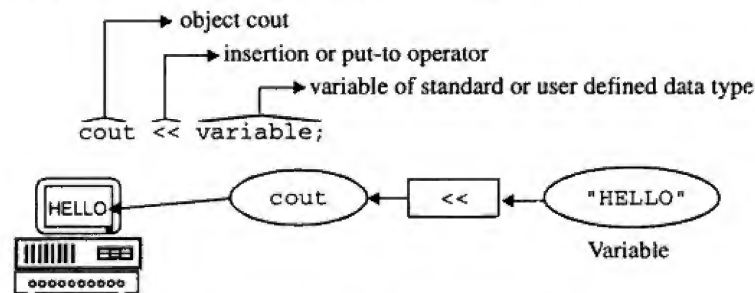 object cout
insertion or put-to operator
variable of standard or user defined data type
cout << variable;
HELLO
cout
<<
"HELLO"
Variable